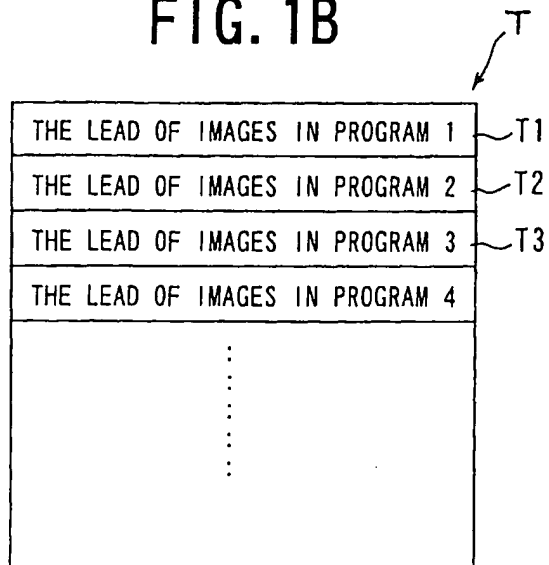 FIG. 1B
T
THE LEAD OF IMAGES IN PROGRAM 1 T1
THE LEAD OF IMAGES IN PROGRAM 2 T2
THE LEAD OF IMAGES IN PROGRAM 3 T3
THE LEAD OF IMAGES IN PROGRAM 4